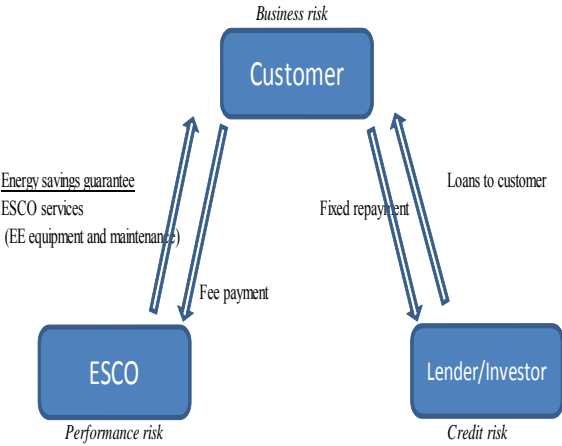 Business risk
Customer
Energy savings guarantee
ESCO services
(EE equipment and maintenance)
Loans to customer
Fixed repayment
Fee payment
ESCO
Lender/Investor
Performance risk
Credit risk